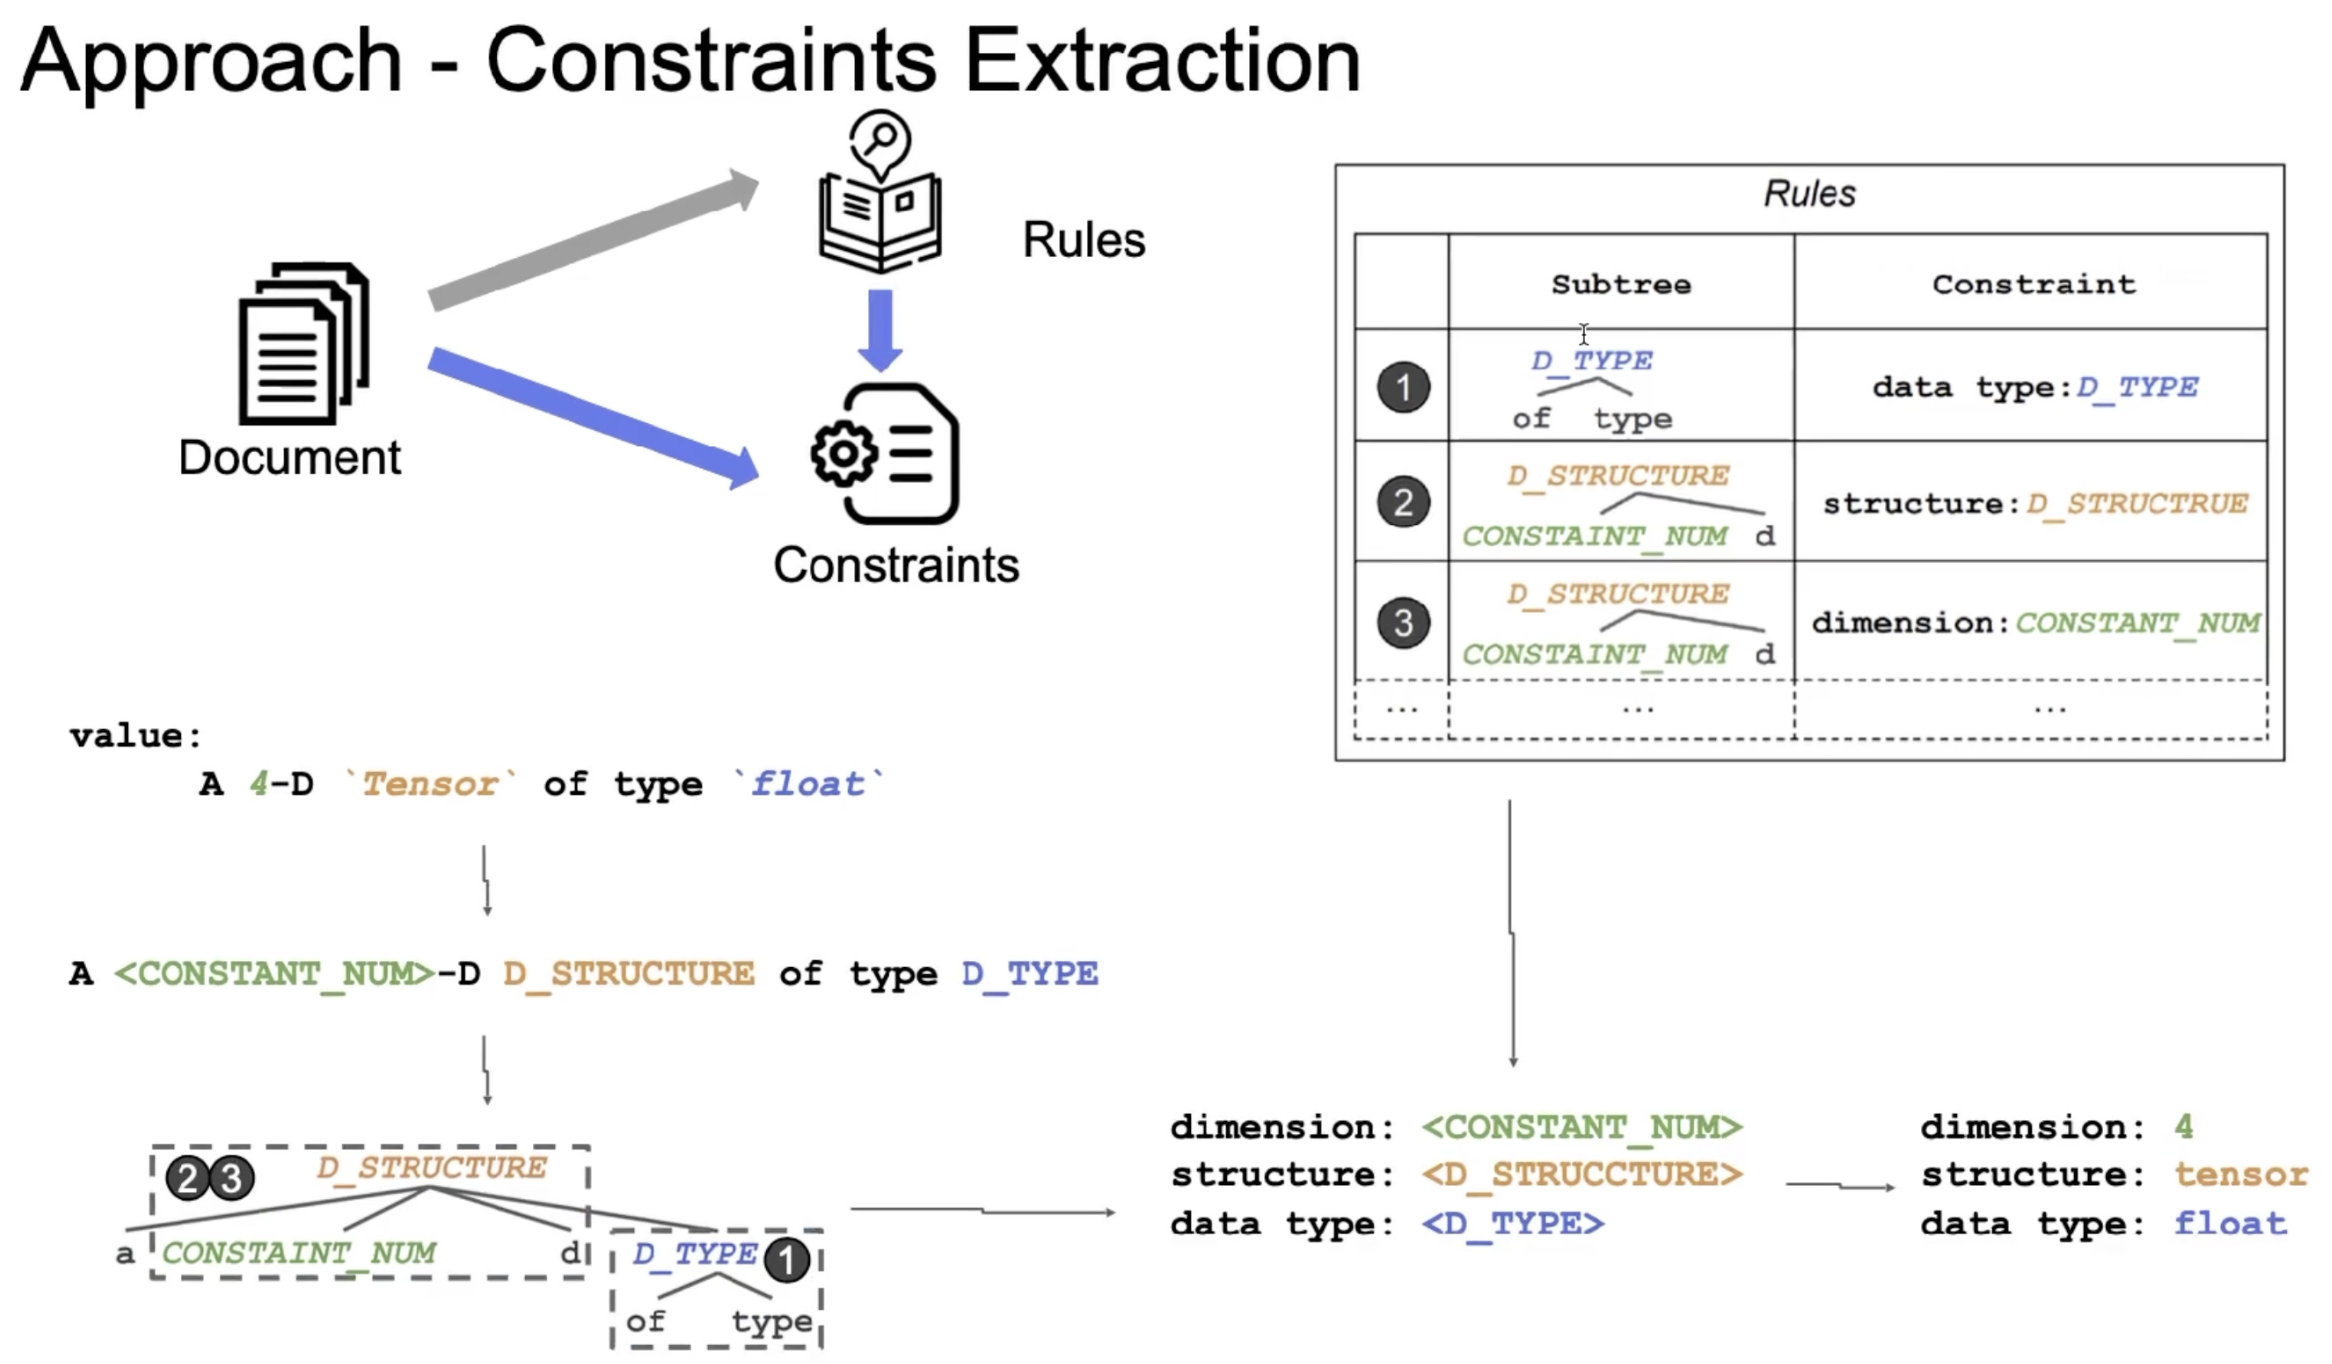 Approach - Constraints Extraction
Rules
Document
Constraints
Rules
Subtree Constraint
1
D_TYPE
of type
data type:D_TYPE
2
D_STRUCTURE
CONSTAINT_NUM d
structure:D_STRUCTRUE
3
D_STRUCTURE
CONSTAINT_NUM d
dimension:CONSTANT_NUM
... ... ...
value:
A 4-D `Tensor` of type `float`
A <CONSTANT_NUM>-D D_STRUCTURE of type D_TYPE
2 3 D_STRUCTURE
a CONSTAINT_NUM d D_TYPE 1
of type
dimension: <CONSTANT_NUM>
structure: <D_STRUCCTURE>
data type: <D_TYPE>
dimension: 4
structure: tensor
data type: float